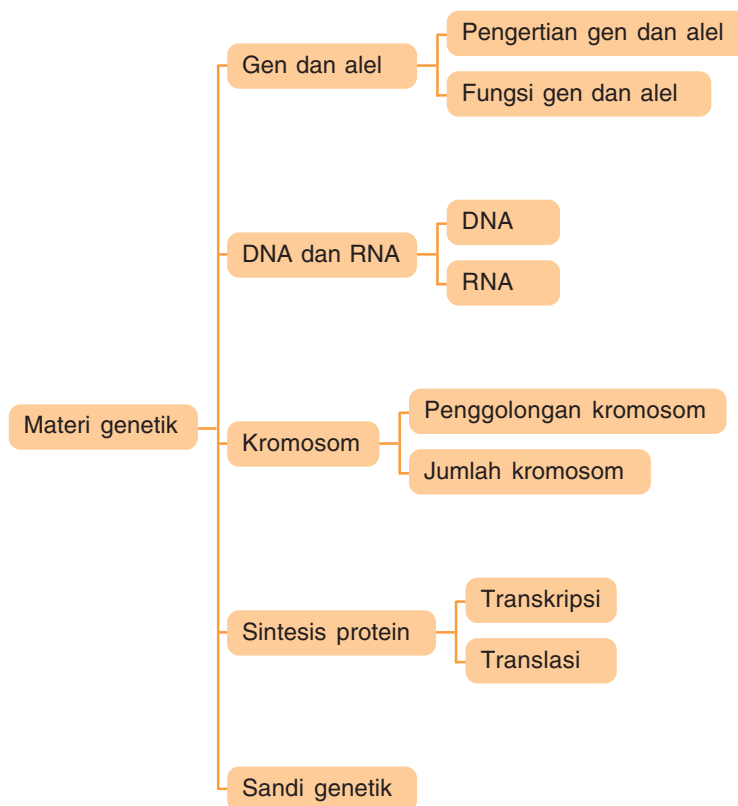 Pengertian gen dan alel
Gen dan alel
Fungsi gen dan alel
DNA
DNA dan RNA
RNA
Materi genetik
Penggolongan kromosom
Kromosom
Jumlah kromosom
Transkripsi
Sintesis protein
Translasi
Sandi genetik